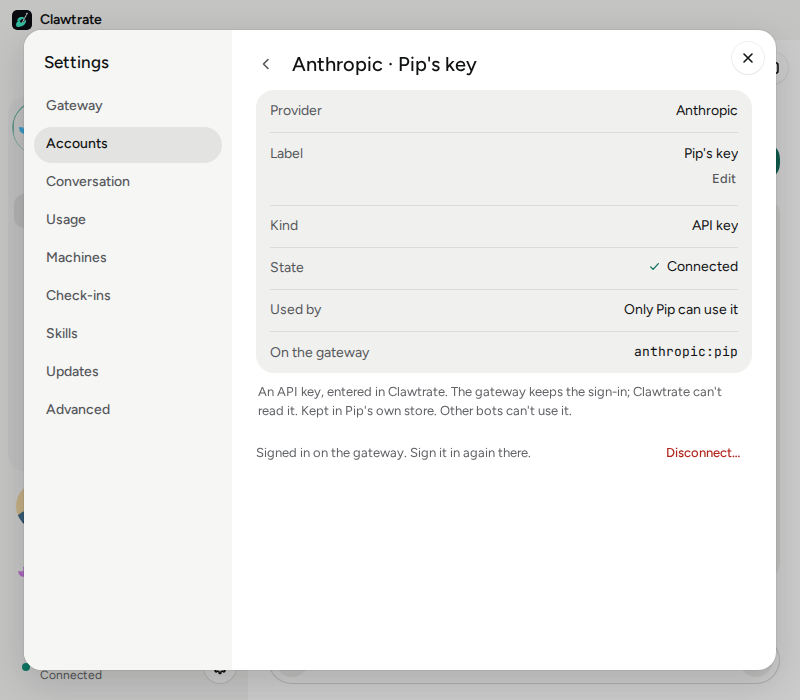 Clawtrate
Settings
Gateway
Accounts
Conversation
Usage
Machines
Check-ins
Skills
Updates
Advanced
Anthropic · Pip's key
Provider Anthropic
Label Pip's key
Edit
Kind API key
State Connected
Used by Only Pip can use it
On the gateway anthropic:pip
An API key, entered in Clawtrate. The gateway keeps the sign-in; Clawtrate can't
read it. Kept in Pip's own store. Other bots can't use it.
Signed in on the gateway. Sign it in again there. Disconnect...
Connected